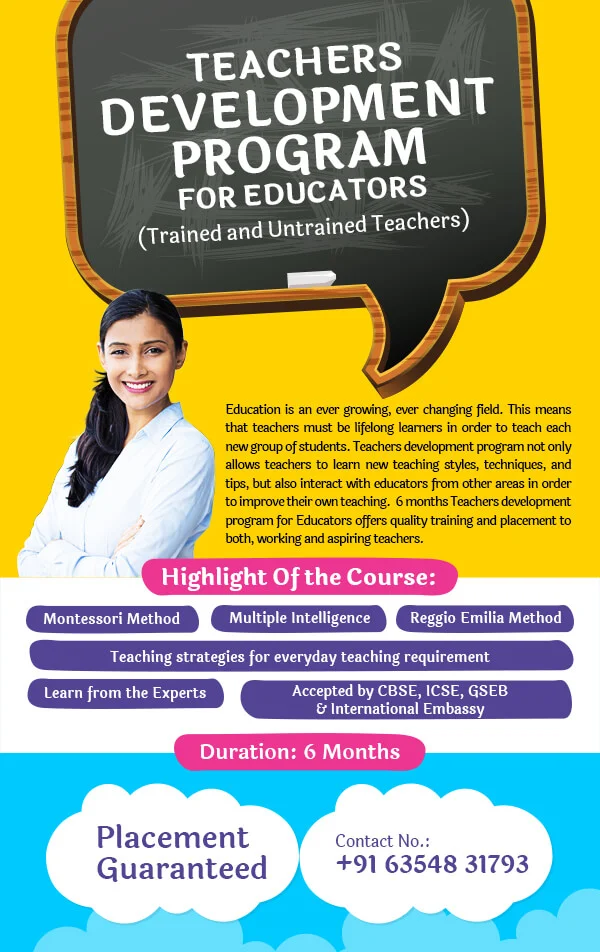 TEACHERS
DEVELOPMENT
PROGRAM
FOR EDUCATORS
(Trained and Untrained Teachers)
Education is an ever growing, ever changing field. This means
that teachers must be lifelong learners in order to teach each
new group of students. Teachers development program not only
allows teachers to learn new teaching styles, techniques, and
tips, but also interact with educators from other areas in order
to improve their own teaching. 6 months Teachers development
program for Educators offers quality training and placement to
both, working and aspiring teachers.
Highlight Of the Course:
Montessori Method
Multiple Intelligence
Reggio Emilia Method
Teaching strategies for everyday teaching requirement
Learn from the Experts
Accepted by CBSE, ICSE, GSEB
& International Embassy
Duration: 6 Months
Placement
Guaranteed
Contact No.:
+91 63548 31793